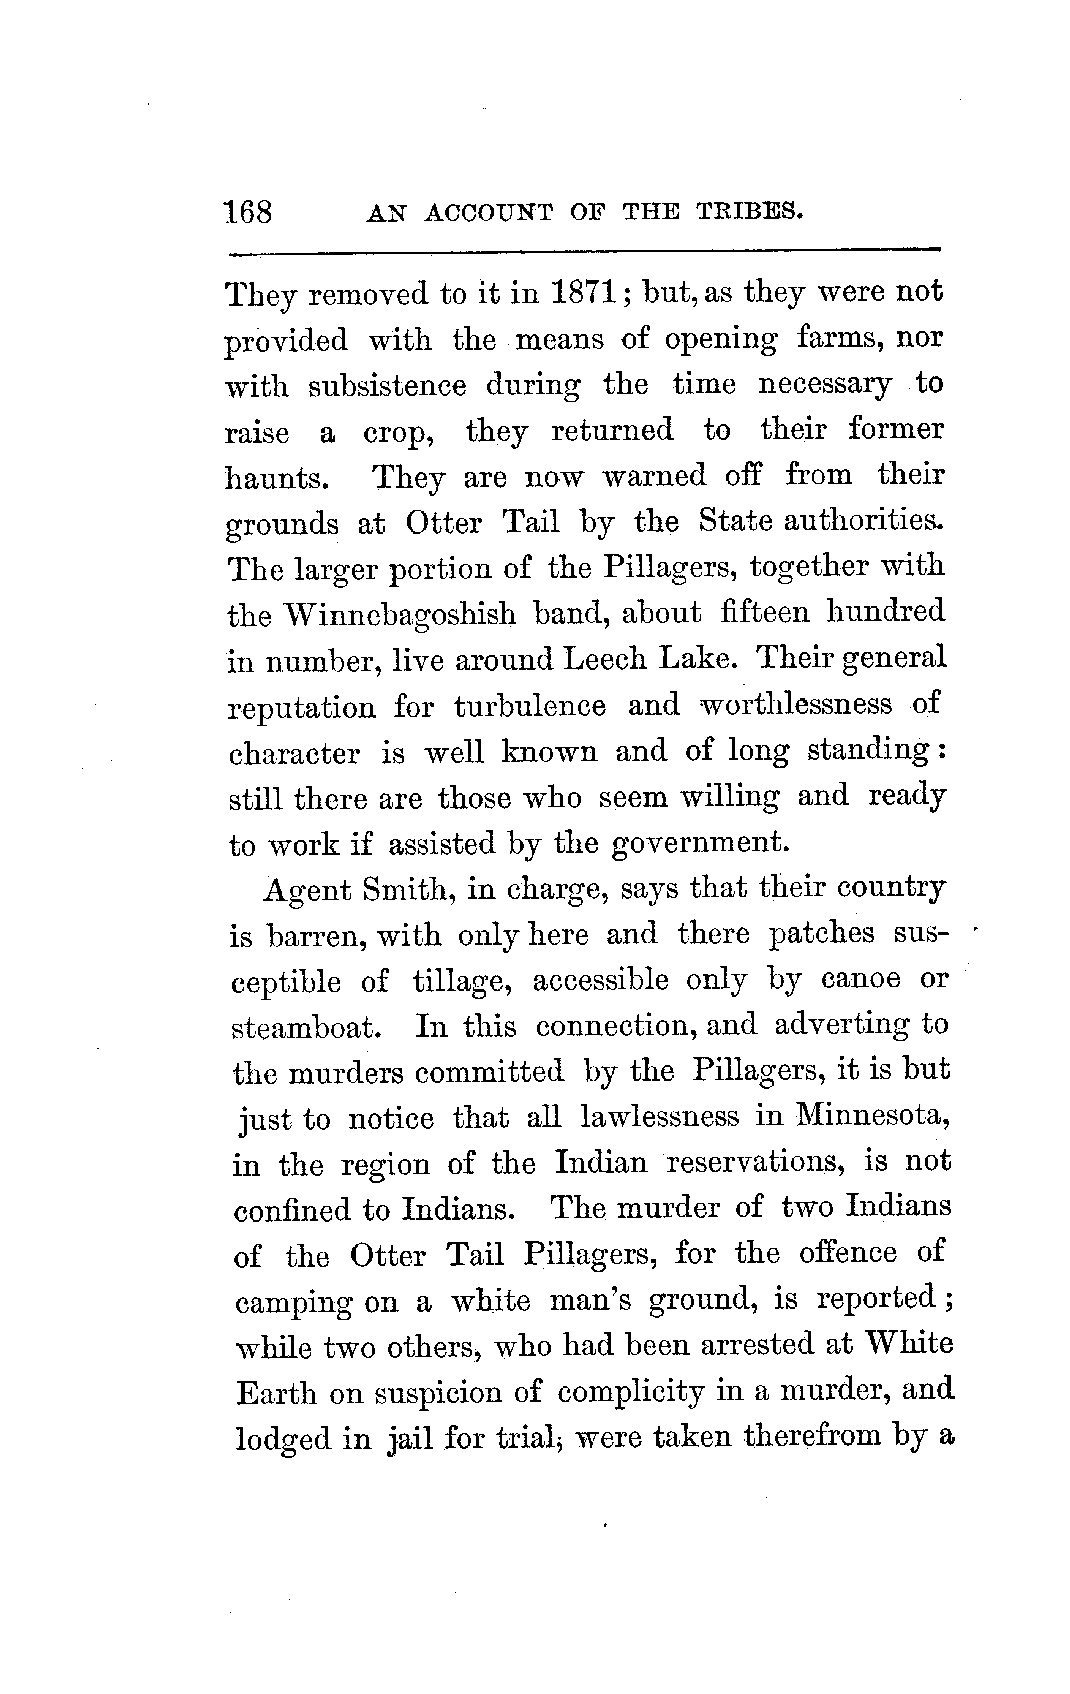 168 AN ACCOUNT OF THE TRIBES.
They removed to it in 1871; but, as they were not
provided with the means of opening farms, nor
with subsistence during the time necessary to
raise a crop, they returned to their former
haunts. They are now warned off from their
grounds at Otter Tail by the State authorities.
The larger portion of the Pillagers, together with
the Winnebagoshish band, about fifteen hundred
in number, live around Leech Lake. Their general
reputation for turbulence and worthlessness of
character is well known and of long standing:
still there are those who seem willing and ready
to work if assisted by the government.
Agent Smith, in charge, says that their country
is barren, with only here and there patches sus-
ceptible of tillage, accessible only by canoe or
steamboat. In this connection, and adverting to
the murders committed by the Pillagers, it is but
just to notice that all lawlessness in Minnesota,
in the region of the Indian reservations, is not
confined to Indians. The murder of two Indians
of the Otter Tail Pillagers, for the offence of
camping on a white man's ground, is reported;
while two others, who had been arrested at White
Earth on suspicion of complicity in a murder, and
lodged in jail for trial, were taken therefrom by a